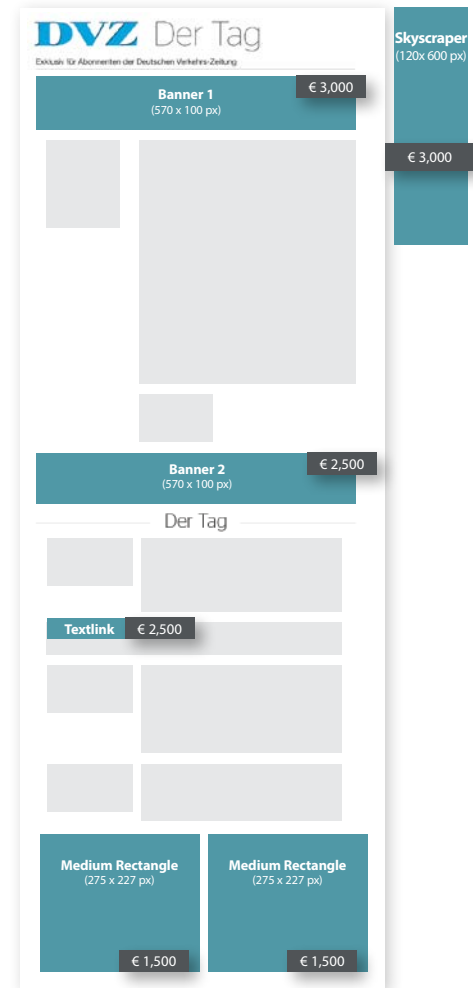 DVZ Der Tag
Exklusiv für Abonnenten der Deutschen Verkehrs-Zeitung
Banner 1
(570 x 100 px)
€ 3,000
Skyscraper
(120x 600 px)
€ 3,000
Banner 2
(570 x 100 px)
€ 2,500
Der Tag
Textlink
€ 2,500
Medium Rectangle
(275 x 227 px)
€ 1,500
Medium Rectangle
(275 x 227 px)
€ 1,500